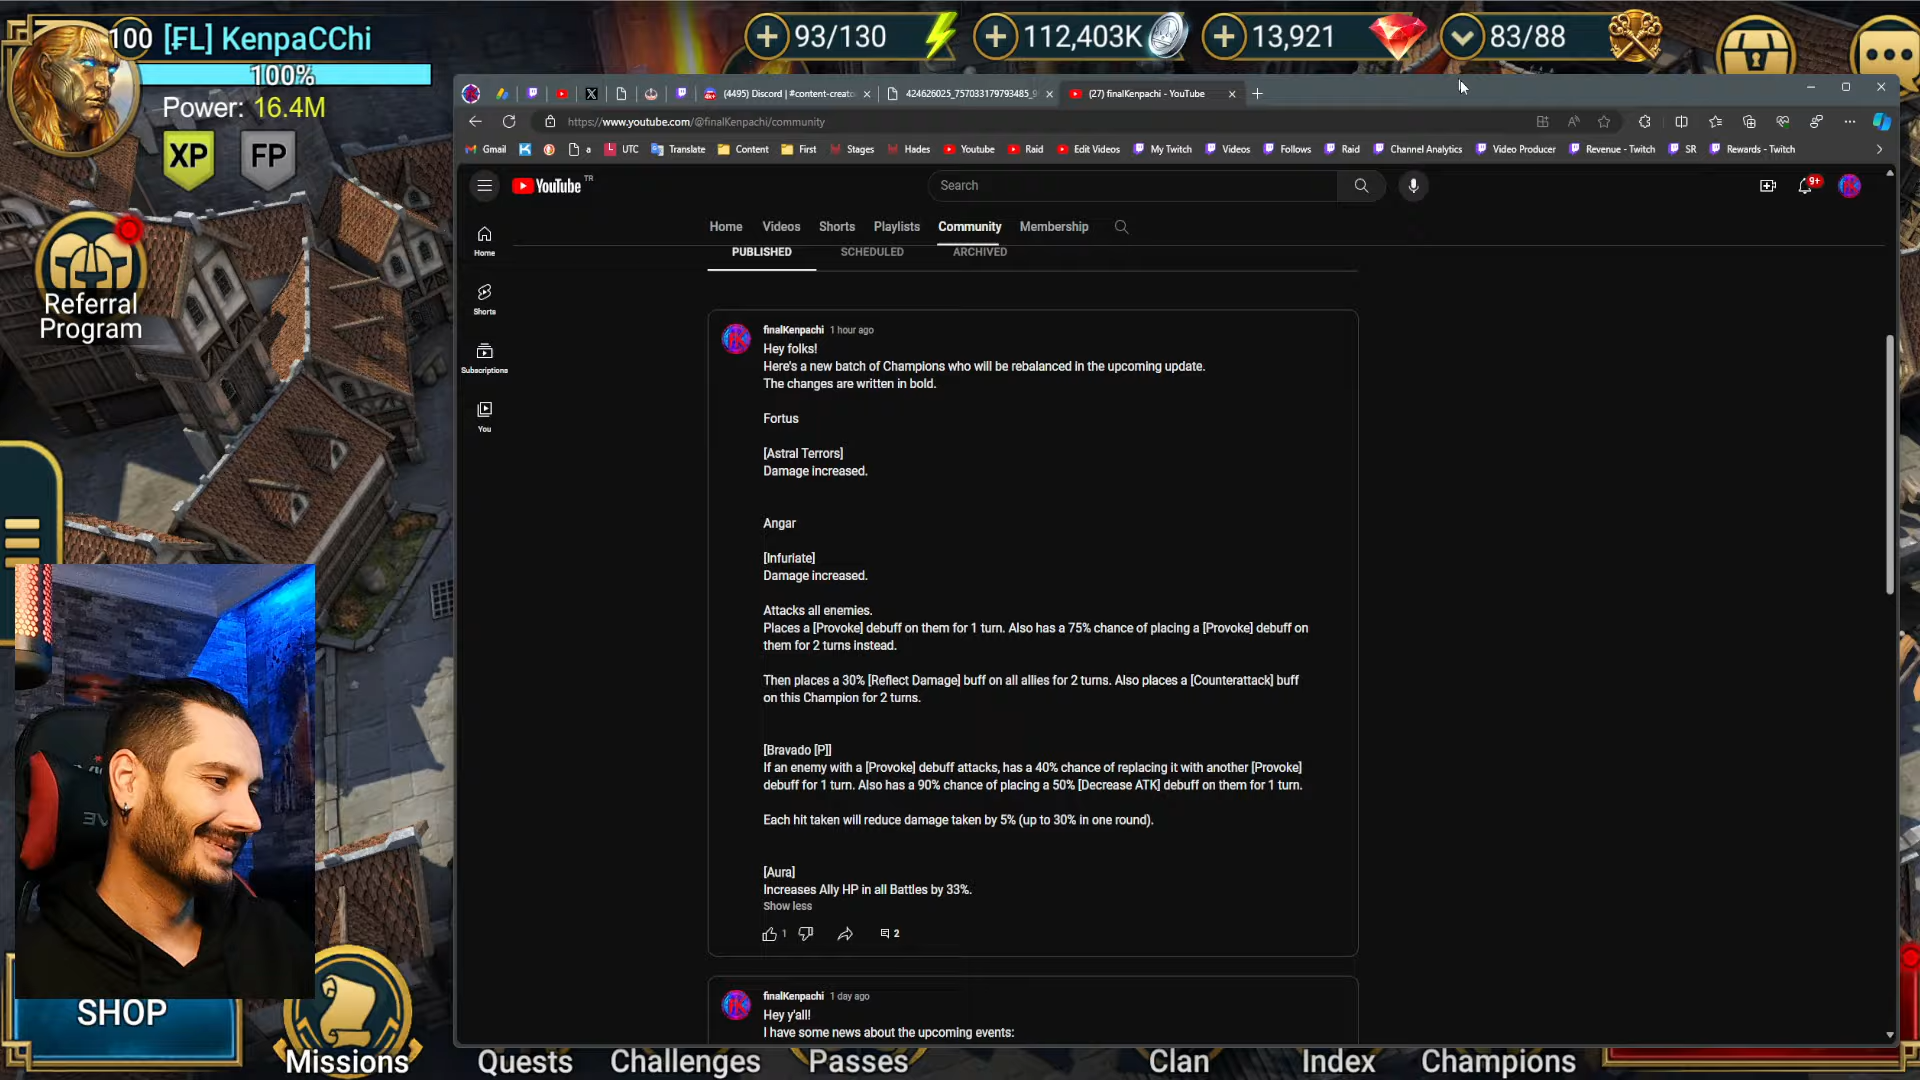 100 [FL] KenpaCChi
100%
Power: 16.4M
XP
FP
93/130
112,403K
13,921
83/88
Referral
Program
(4495) Discord | #content-creato
424626025_757033179793485_9
(27) finalKenpachi - YouTube
https://www.youtube.com/@finalKenpachi/community
Gmail
a
UTC
Translate
Content
First
Stages
Hades
Youtube
Raid
Edit Videos
My Twitch
Videos
Follows
Raid
Channel Analytics
Video Producer
Revenue - Twitch
SR
Rewards - Twitch
YouTube TR
Search
9+
Home
Shorts
Subscriptions
You
Home
Videos
Shorts
Playlists
Community
Membership
PUBLISHED
SCHEDULED
ARCHIVED
finalKenpachi 1 hour ago
Hey folks!
Here's a new batch of Champions who will be rebalanced in the upcoming update.
The changes are written in bold.
Fortus
[Astral Terrors]
Damage increased.
Angar
[Infuriate]
Damage increased.
Attacks all enemies.
Places a [Provoke] debuff on them for 1 turn. Also has a 75% chance of placing a [Provoke] debuff on
them for 2 turns instead.
Then places a 30% [Reflect Damage] buff on all allies for 2 turns. Also places a [Counterattack] buff
on this Champion for 2 turns.
[Bravado [P]]
If an enemy with a [Provoke] debuff attacks, has a 40% chance of replacing it with another [Provoke]
debuff for 1 turn. Also has a 90% chance of placing a 50% [Decrease ATK] debuff on them for 1 turn.
Each hit taken will reduce damage taken by 5% (up to 30% in one round).
[Aura]
Increases Ally HP in all Battles by 33%.
Show less
1
2
finalKenpachi 1 day ago
Hey y'all!
I have some news about the upcoming events:
SHOP
Missions
Quests
Challenges
Passes
Clan
Index
Champions